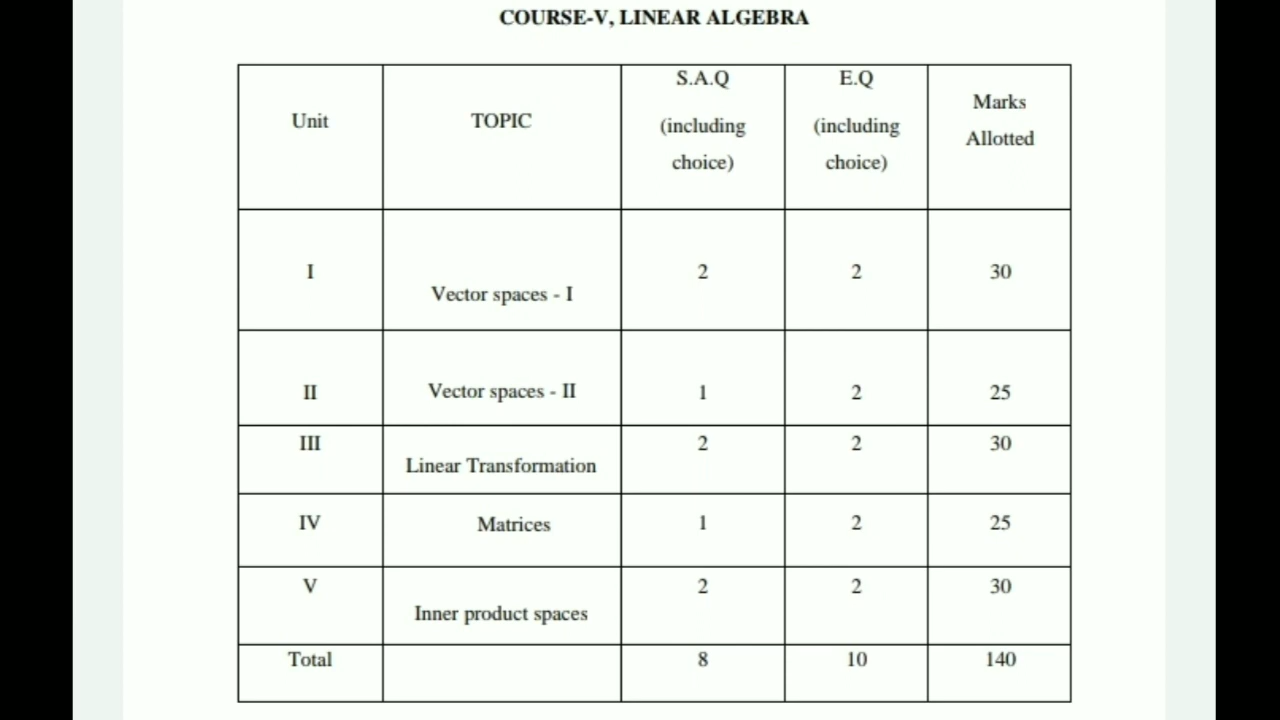 COURSE-V, LINEAR ALGEBRA
Unit
TOPIC
S.A.Q
(including
choice)
E.Q
(including
choice)
Marks
Allotted
I
Vector spaces - I
2
2
30
II
Vector spaces - II
1
2
25
III
Linear Transformation
2
2
30
IV
Matrices
1
2
25
V
Inner product spaces
2
2
30
Total
8
10
140